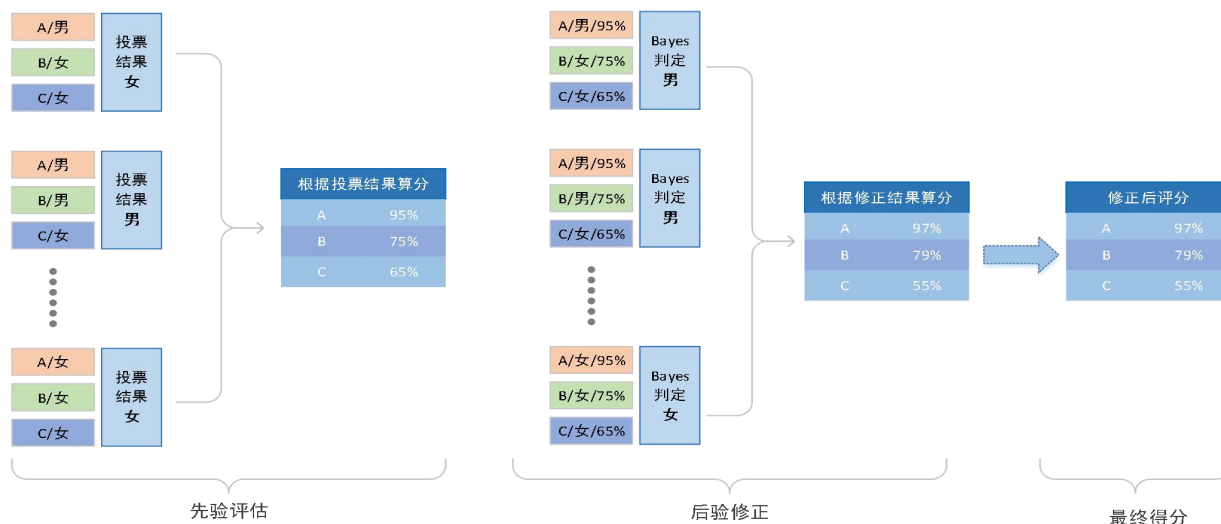 A/男
B/女
C/女
投票
结果
女
A/男
B/男
C/女
投票
结果
男
A/女
B/女
C/女
投票
结果
女
根据投票结果算分
A 95%
B 75%
C 65%
先验评估
A/男/95%
B/女/75%
C/女/65%
Bayes
判定
男
A/男/95%
B/男/75%
C/女/65%
Bayes
判定
男
A/女/95%
B/女/75%
C/女/65%
Bayes
判定
女
根据修正结果算分
A 97%
B 79%
C 55%
后验修正
修正后评分
A 97%
B 79%
C 55%
最终得分